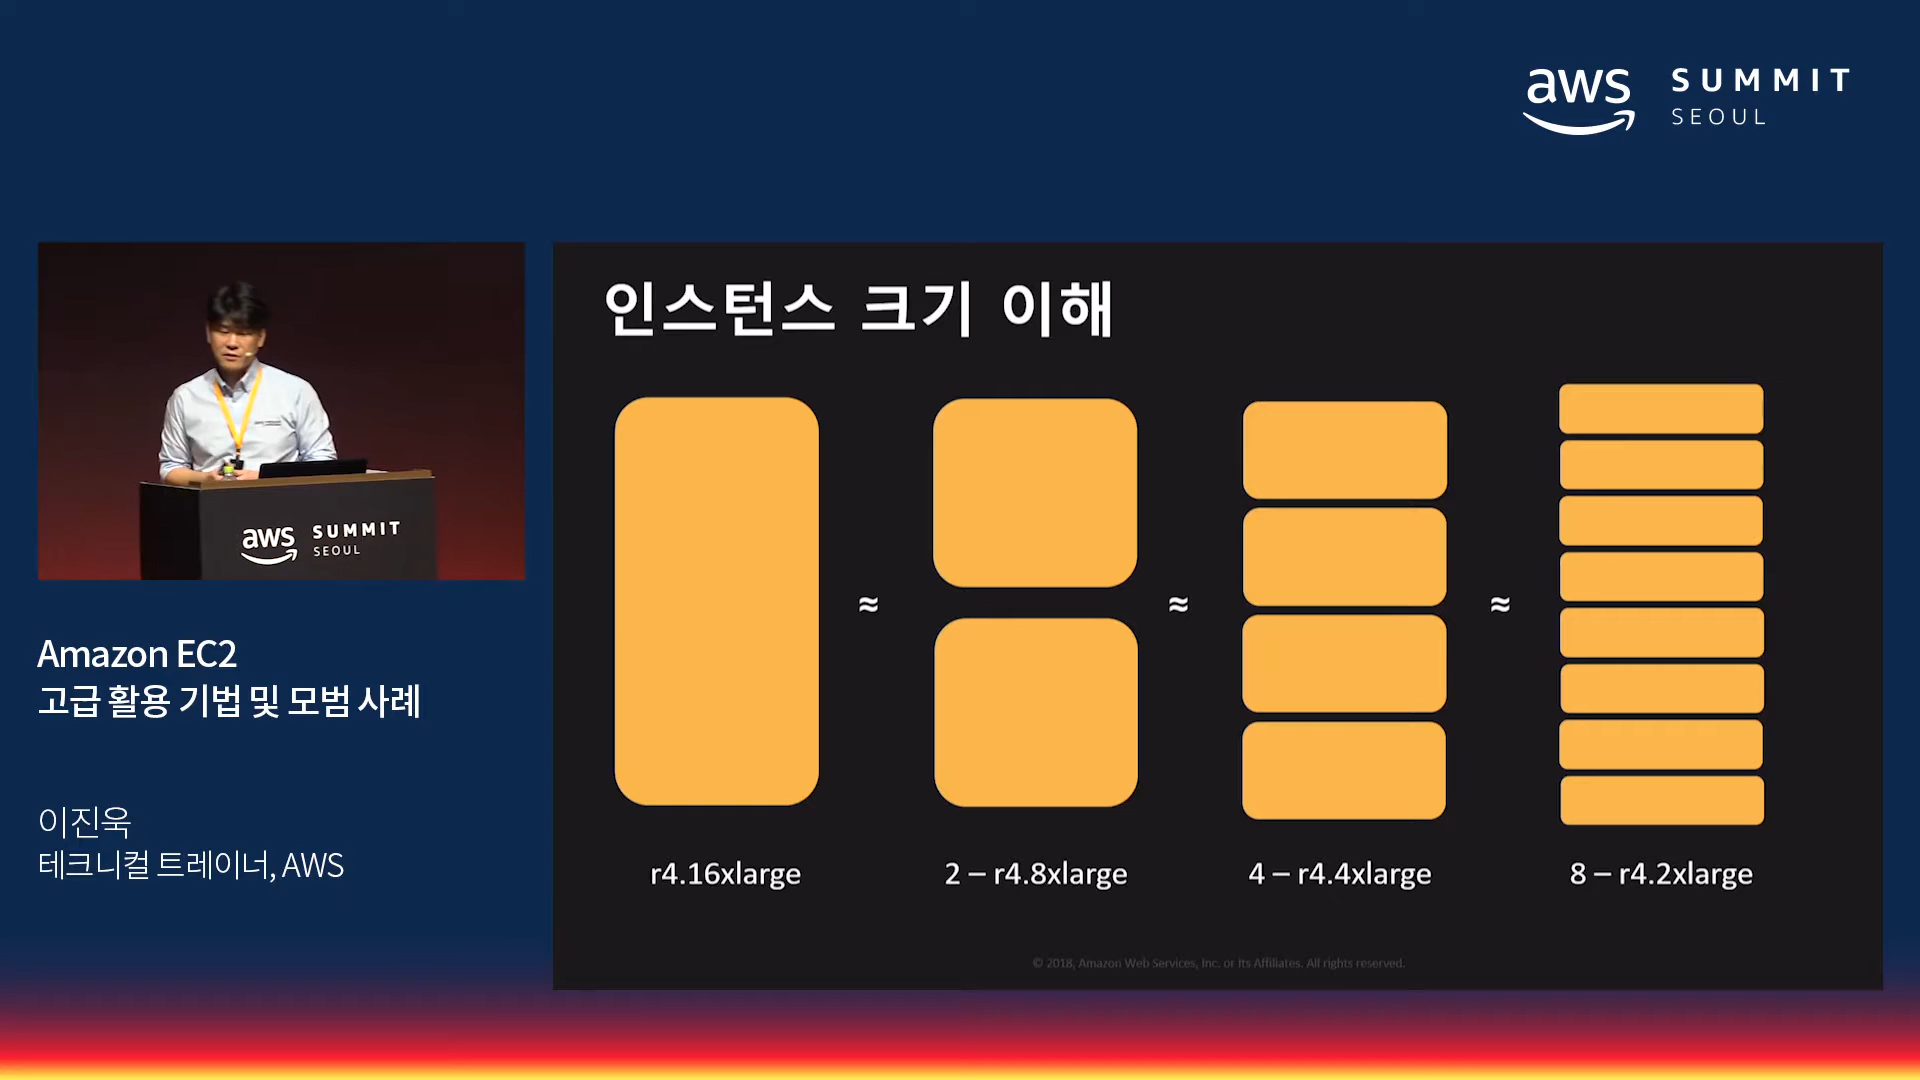 aws SUMMIT
SEOUL
인스턴스 크기 이해
aws SUMMIT
SEOUL
≈ ≈ ≈
r4.16xlarge
2 – r4.8xlarge
4 – r4.4xlarge
8 – r4.2xlarge
© 2018, Amazon Web Services, Inc. or Its Affiliates. All rights reserved.
Amazon EC2
고급 활용 기법 및 모범 사례
이진욱
테크니컬 트레이너, AWS